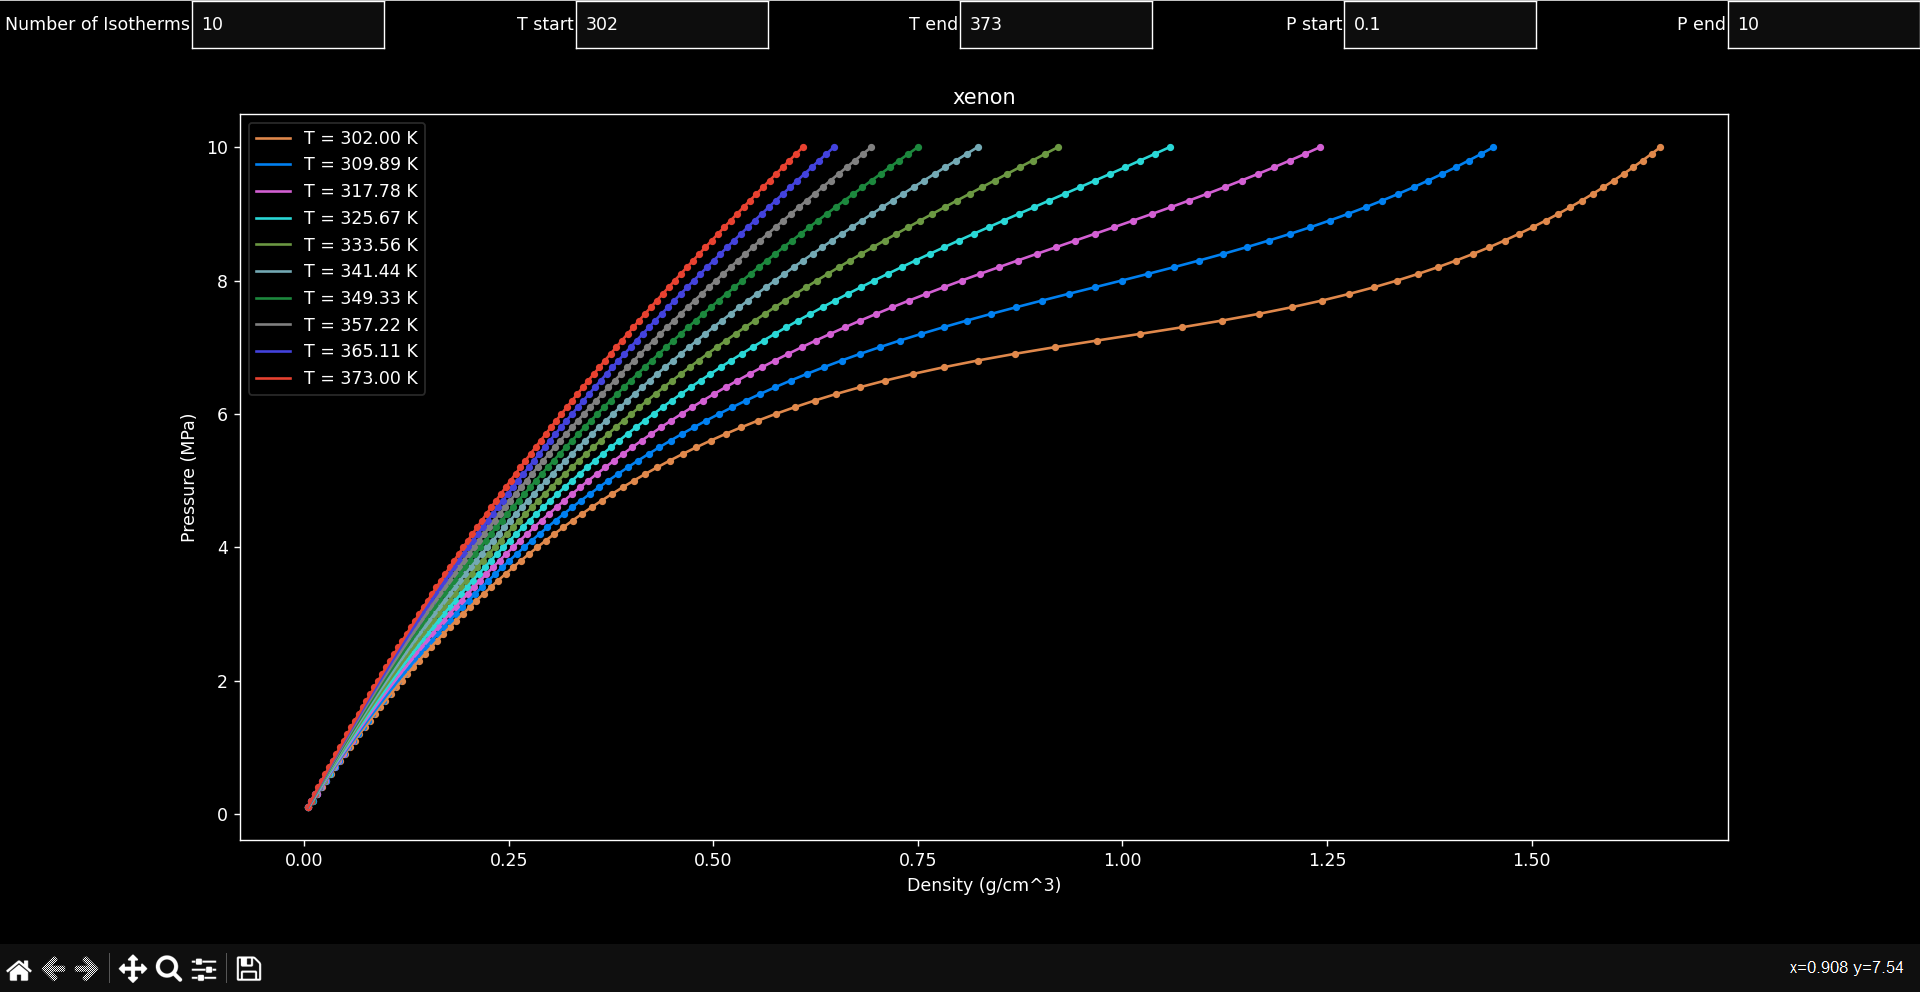 Number of Isotherms 10 T start 302 T end 373 P start 0.1 P end 10
xenon
T = 302.00 K
T = 309.89 K
T = 317.78 K
T = 325.67 K
T = 333.56 K
T = 341.44 K
T = 349.33 K
T = 357.22 K
T = 365.11 K
T = 373.00 K
10
8
6
4
2
0
Pressure (MPa)
0.00 0.25 0.50 0.75 1.00 1.25 1.50
Density (g/cm^3)
x=0.908 y=7.54